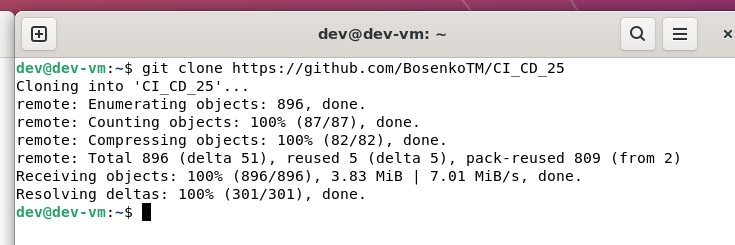 dev@dev-vm: ~
dev@dev-vm:~$ git clone https://github.com/BosenkoTM/CI_CD_25
Cloning into 'CI_CD_25'...
remote: Enumerating objects: 896, done.
remote: Counting objects: 100% (87/87), done.
remote: Compressing objects: 100% (82/82), done.
remote: Total 896 (delta 51), reused 5 (delta 5), pack-reused 809 (from 2)
Receiving objects: 100% (896/896), 3.83 MiB | 7.01 MiB/s, done.
Resolving deltas: 100% (301/301), done.
dev@dev-vm:~$